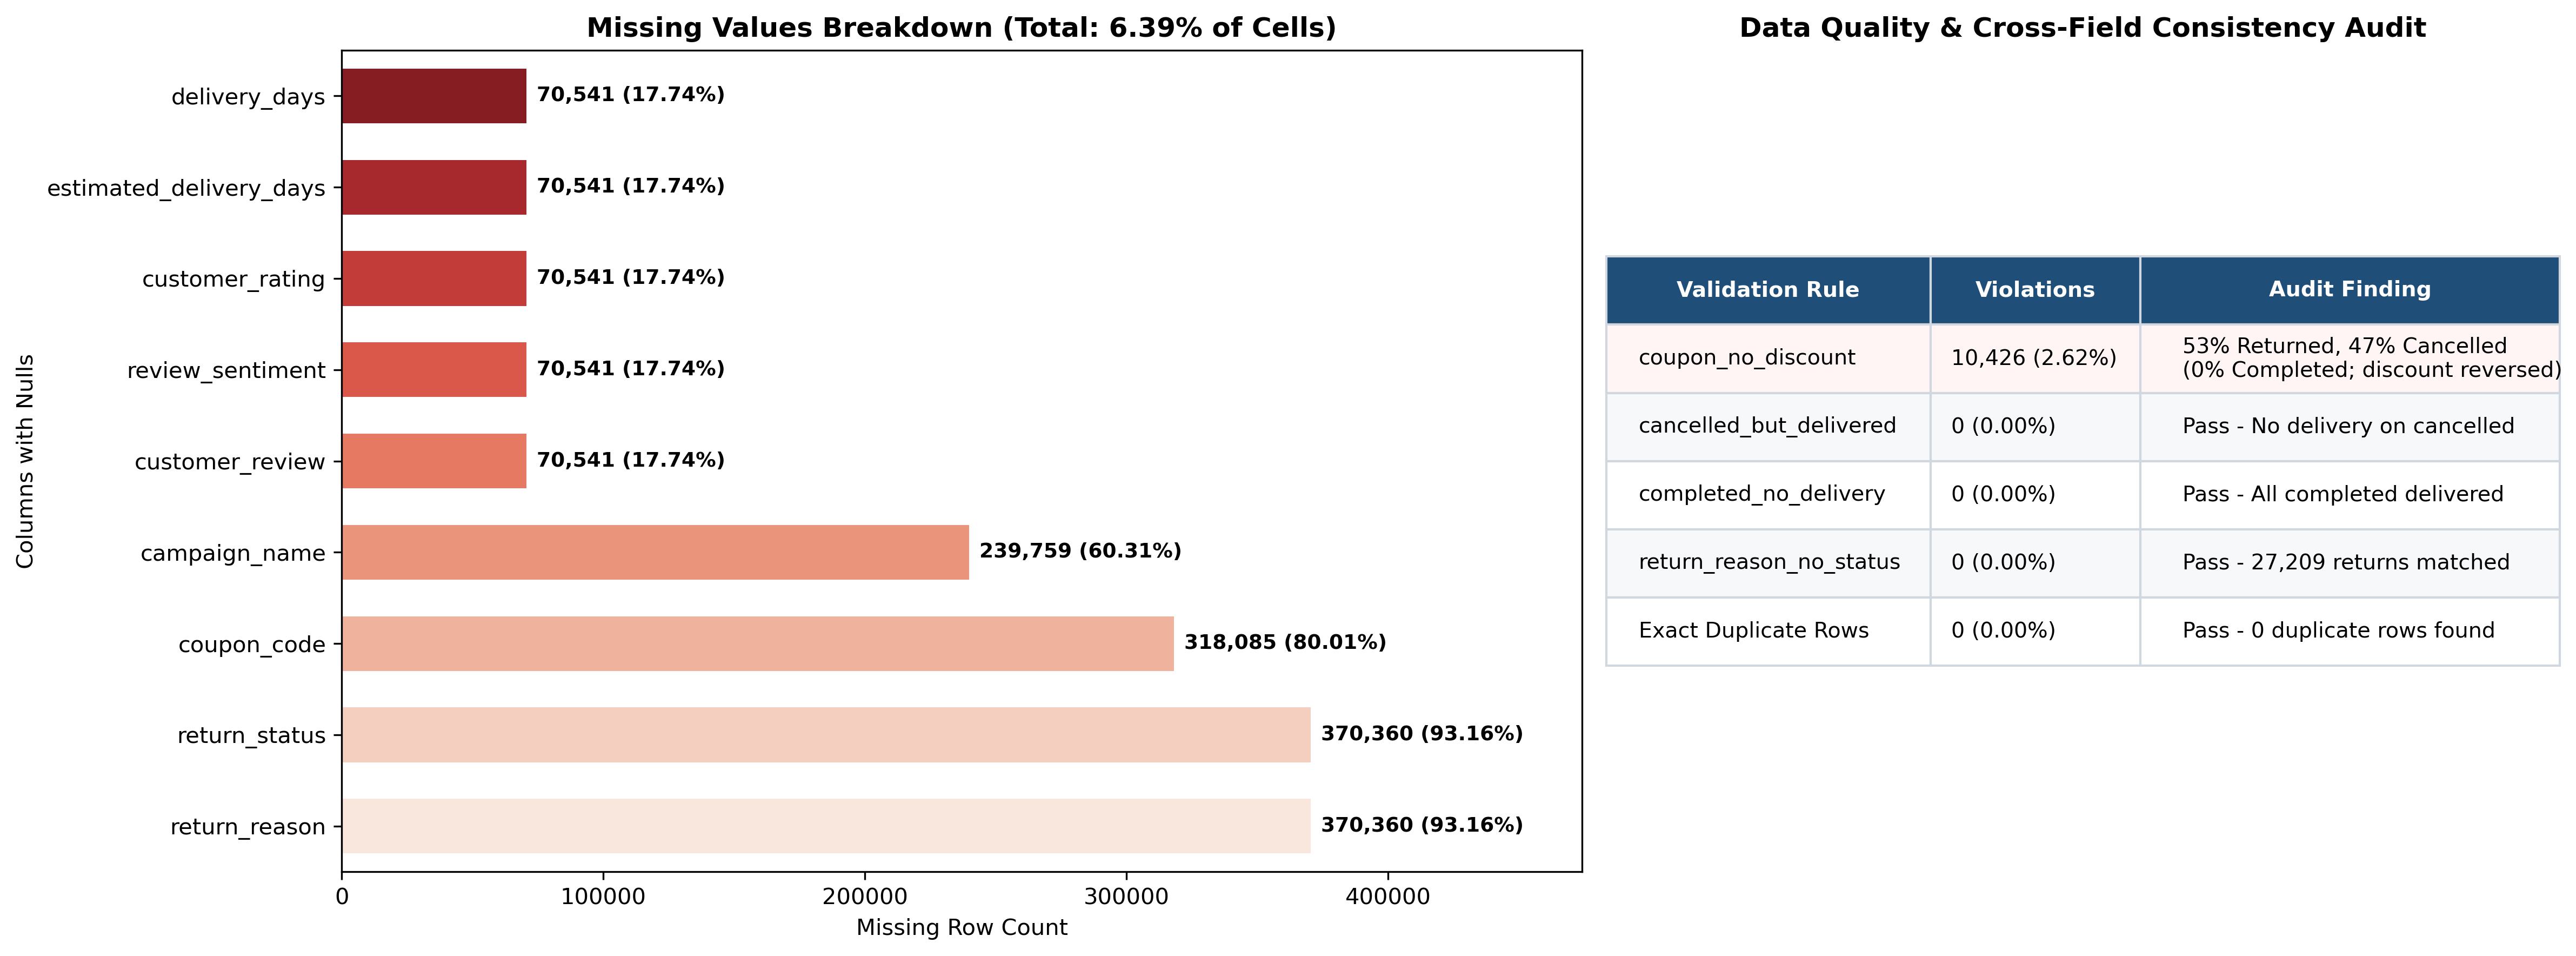 Missing Values Breakdown (Total: 6.39% of Cells)
Columns with Nulls
delivery_days
70,541 (17.74%)
estimated_delivery_days
70,541 (17.74%)
customer_rating
70,541 (17.74%)
review_sentiment
70,541 (17.74%)
customer_review
70,541 (17.74%)
campaign_name
239,759 (60.31%)
coupon_code
318,085 (80.01%)
return_status
370,360 (93.16%)
return_reason
370,360 (93.16%)
0 100000 200000 300000 400000
Missing Row Count
Data Quality & Cross-Field Consistency Audit
Validation Rule Violations Audit Finding
coupon_no_discount 10,426 (2.62%) 53% Returned, 47% Cancelled
(0% Completed; discount reversed)
cancelled_but_delivered 0 (0.00%) Pass - No delivery on cancelled
completed_no_delivery 0 (0.00%) Pass - All completed delivered
return_reason_no_status 0 (0.00%) Pass - 27,209 returns matched
Exact Duplicate Rows 0 (0.00%) Pass - 0 duplicate rows found